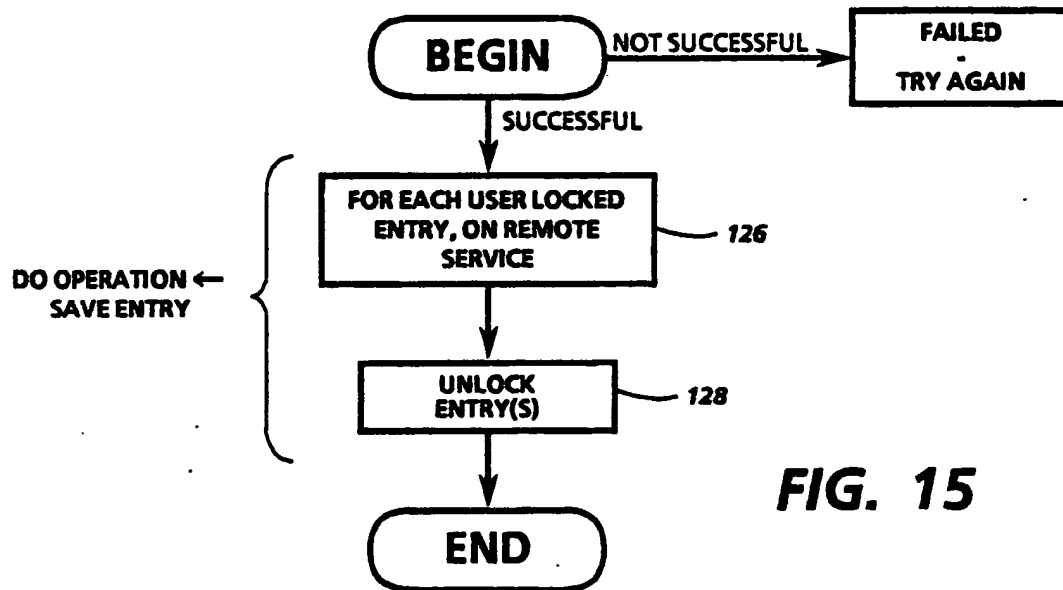 BEGIN
NOT SUCCESSFUL
FAILED
-
TRY AGAIN
SUCCESSFUL
FOR EACH USER LOCKED
ENTRY, ON REMOTE
SERVICE
126
DO OPERATION ←
SAVE ENTRY
UNLOCK
ENTRY(S)
128
END
FIG. 15